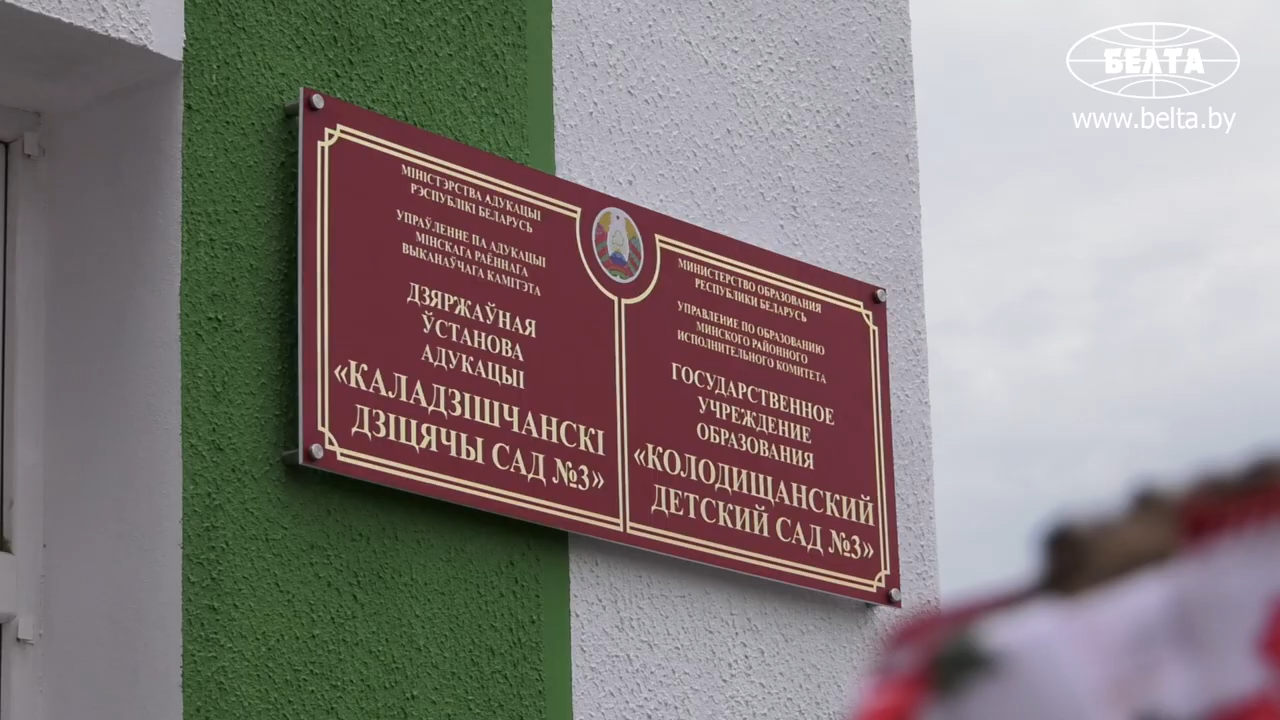 БЕЛТА
www.belta.by
МІНІСТЭРСТВА АДУКАЦЫІ
РЭСПУБЛІКІ БЕЛАРУСЬ
УПРАЎЛЕННЕ ПА АДУКАЦЫІ
МІНСКАГА РАЁННАГА
ВЫКАНАЎЧАГА КАМІТЭТА
ДЗЯРЖАЎНАЯ
ЎСТАНОВА
АДУКАЦЫІ
«КАЛАДЗІШЧАНСКІ
ДЗІЦЯЧЫ САД №3»
МИНИСТЕРСТВО ОБРАЗОВАНИЯ
РЕСПУБЛИКИ БЕЛАРУСЬ
УПРАВЛЕНИЕ ПО ОБРАЗОВАНИЮ
МИНСКОГО РАЙОННОГО
ИСПОЛНИТЕЛЬНОГО КОМИТЕТА
ГОСУДАРСТВЕННОЕ
УЧРЕЖДЕНИЕ
ОБРАЗОВАНИЯ
«КОЛОДИЩАНСКИЙ
ДЕТСКИЙ САД №3»